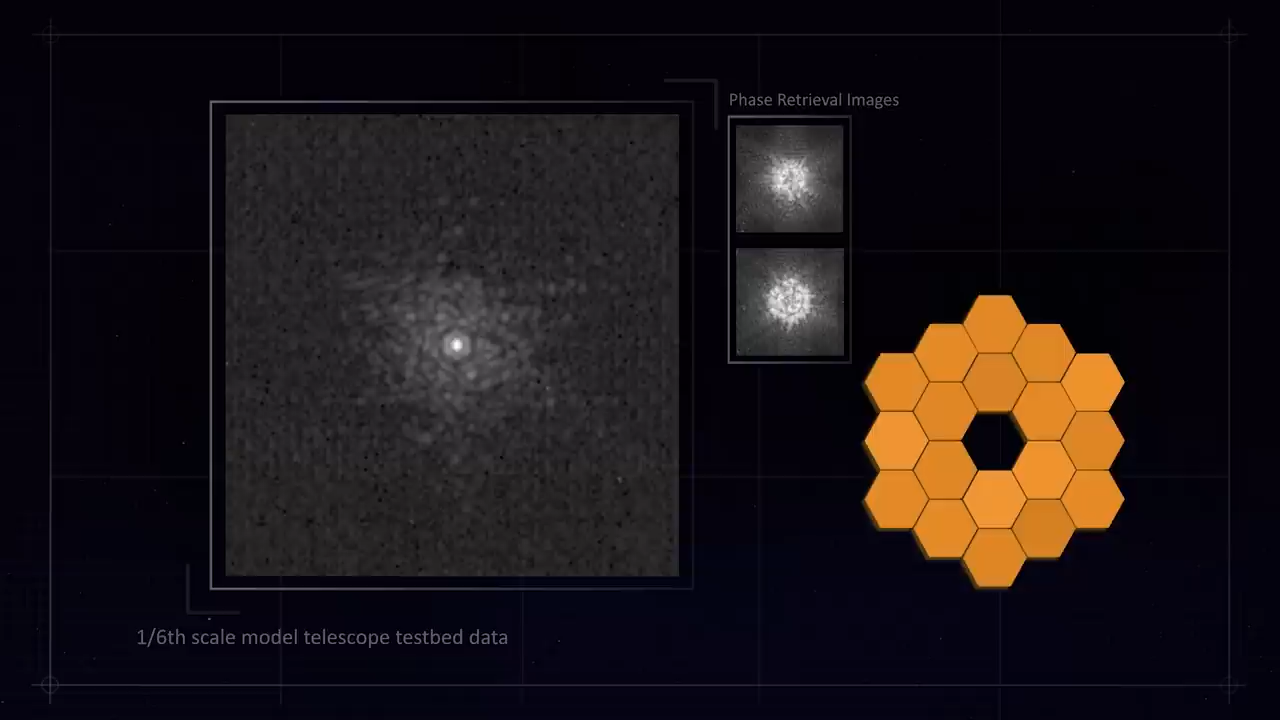 Phase Retrieval Images
1/6th scale model telescope testbed data